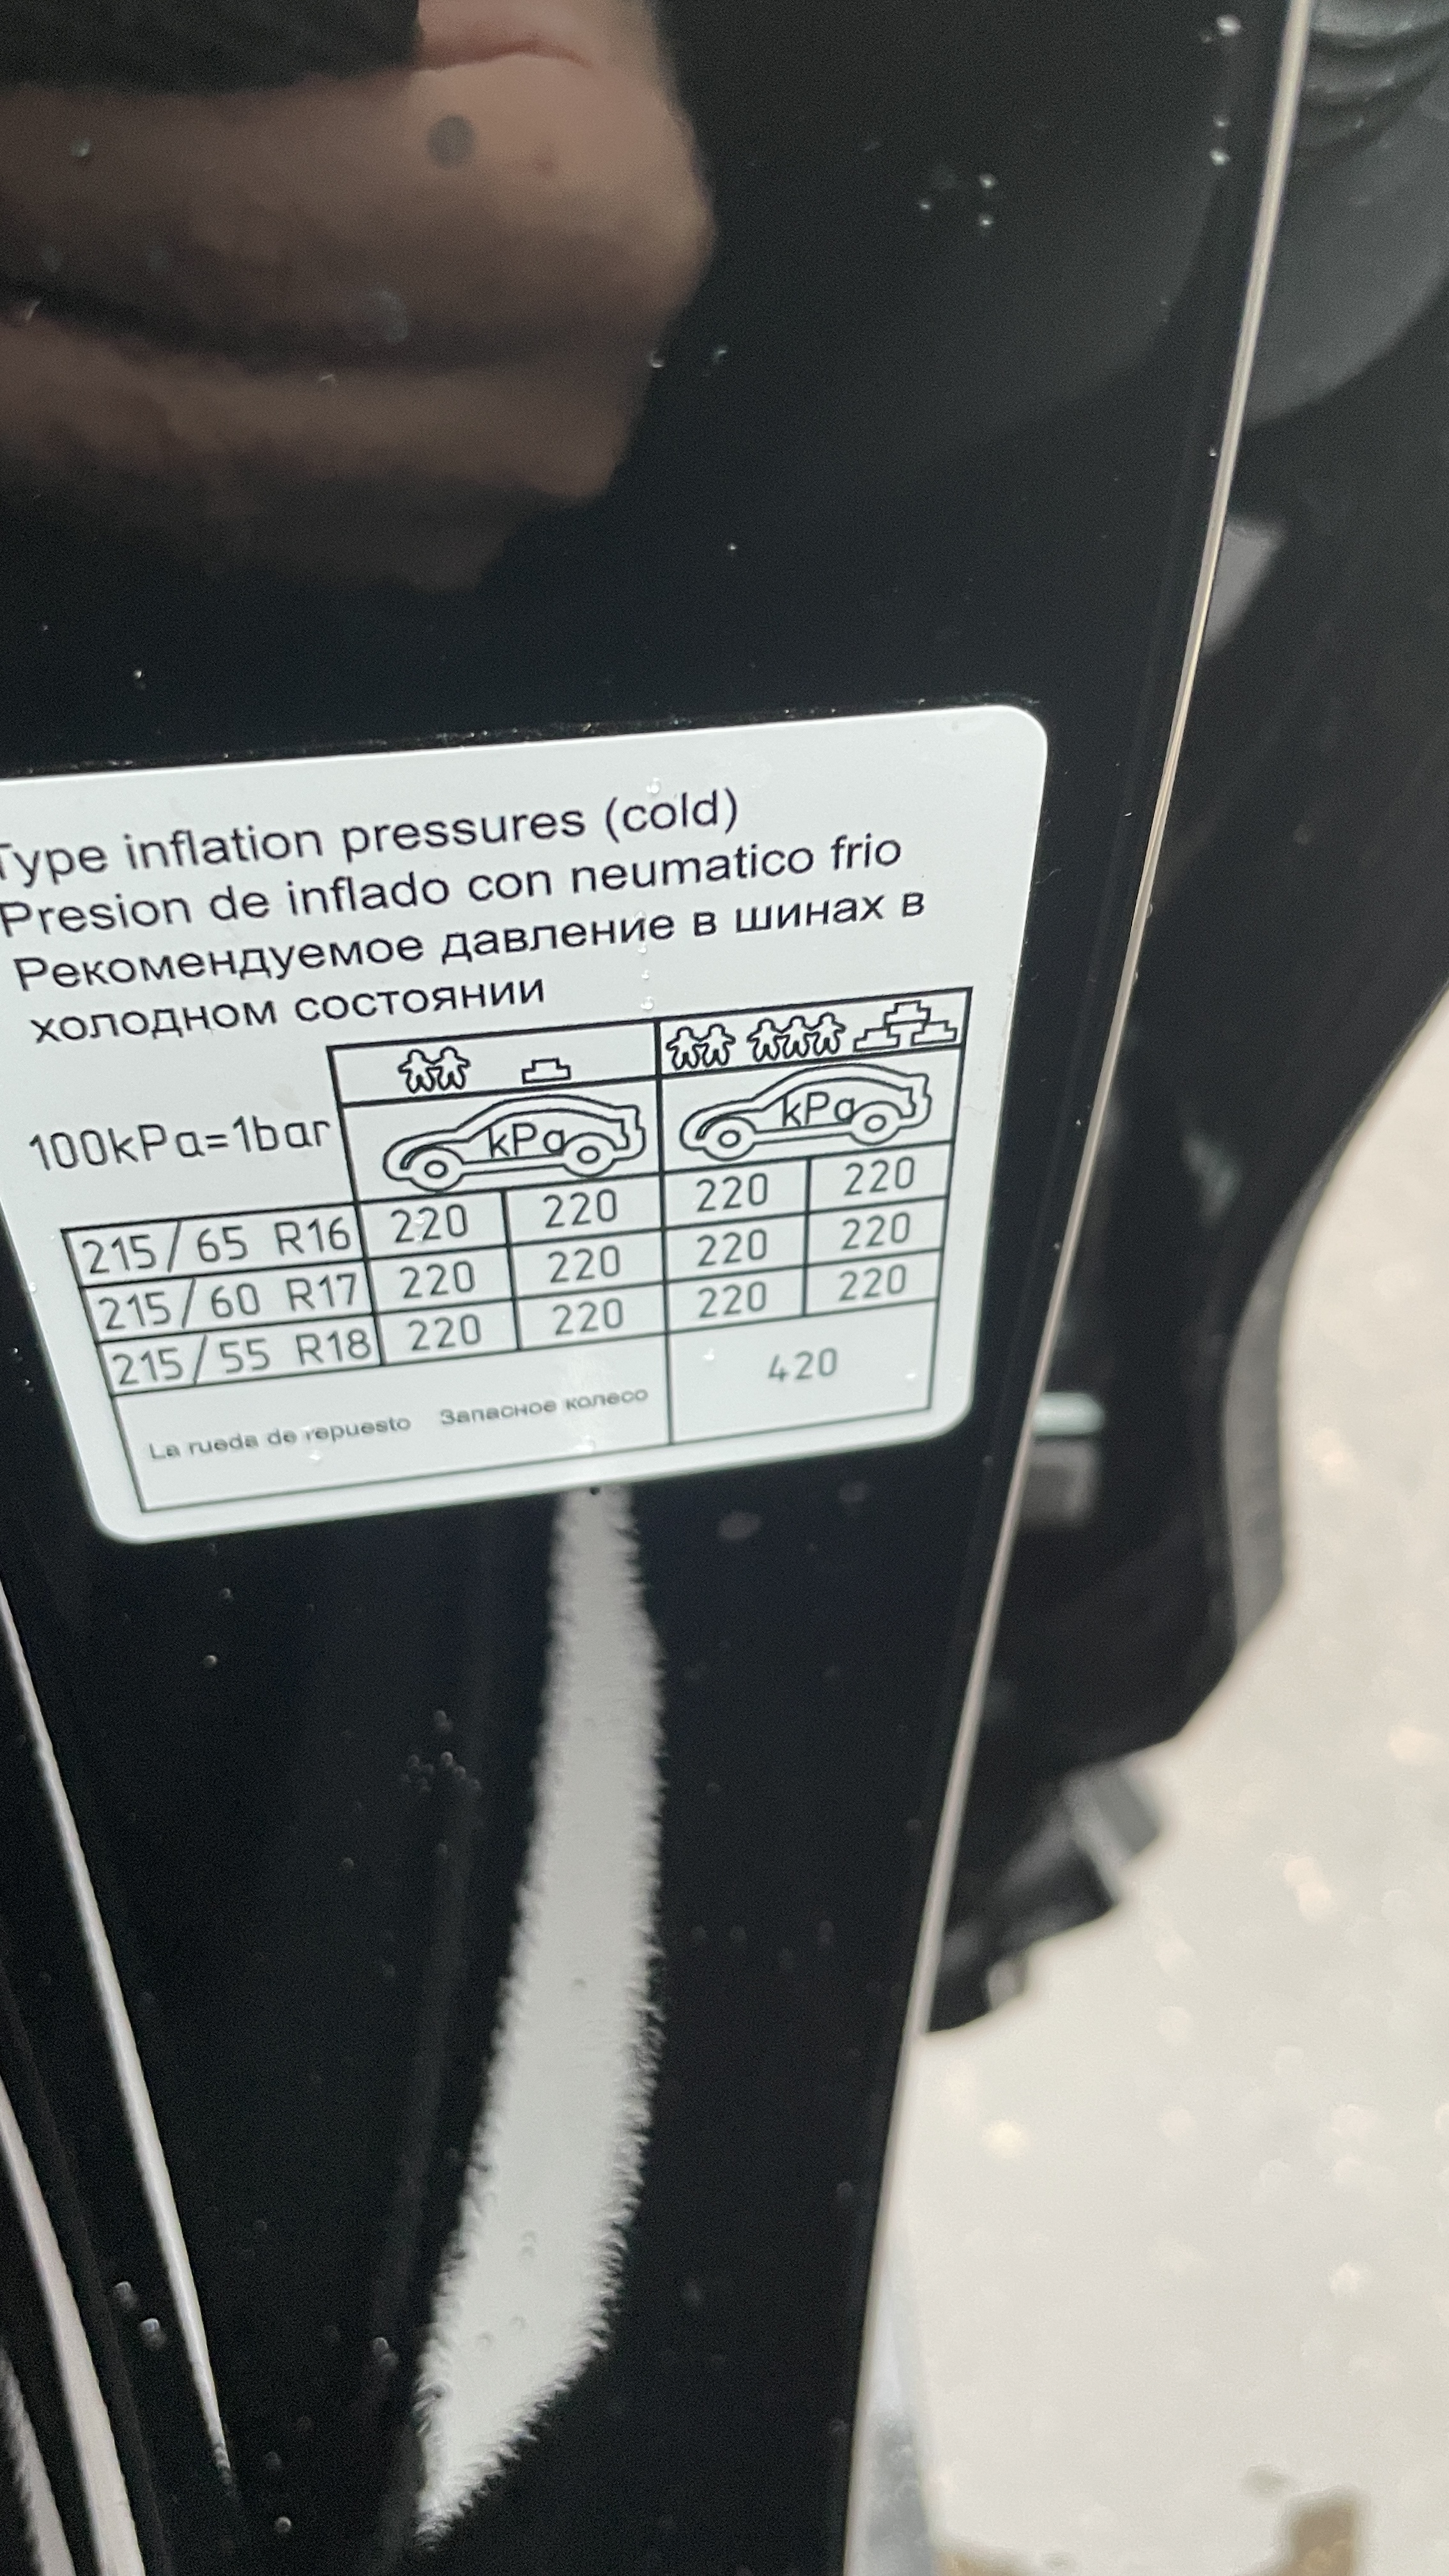 Type inflation pressures (cold)
Presion de inflado con neumatico frio
Рекомендуемое давление в шинах в
холодном состоянии
100kPa=1bar kPa kPa
215/65 R16 220 220 220 220
215/60 R17 220 220 220 220
215/55 R18 220 220 220 220
La rueda de repuesto Запасное колесо 420